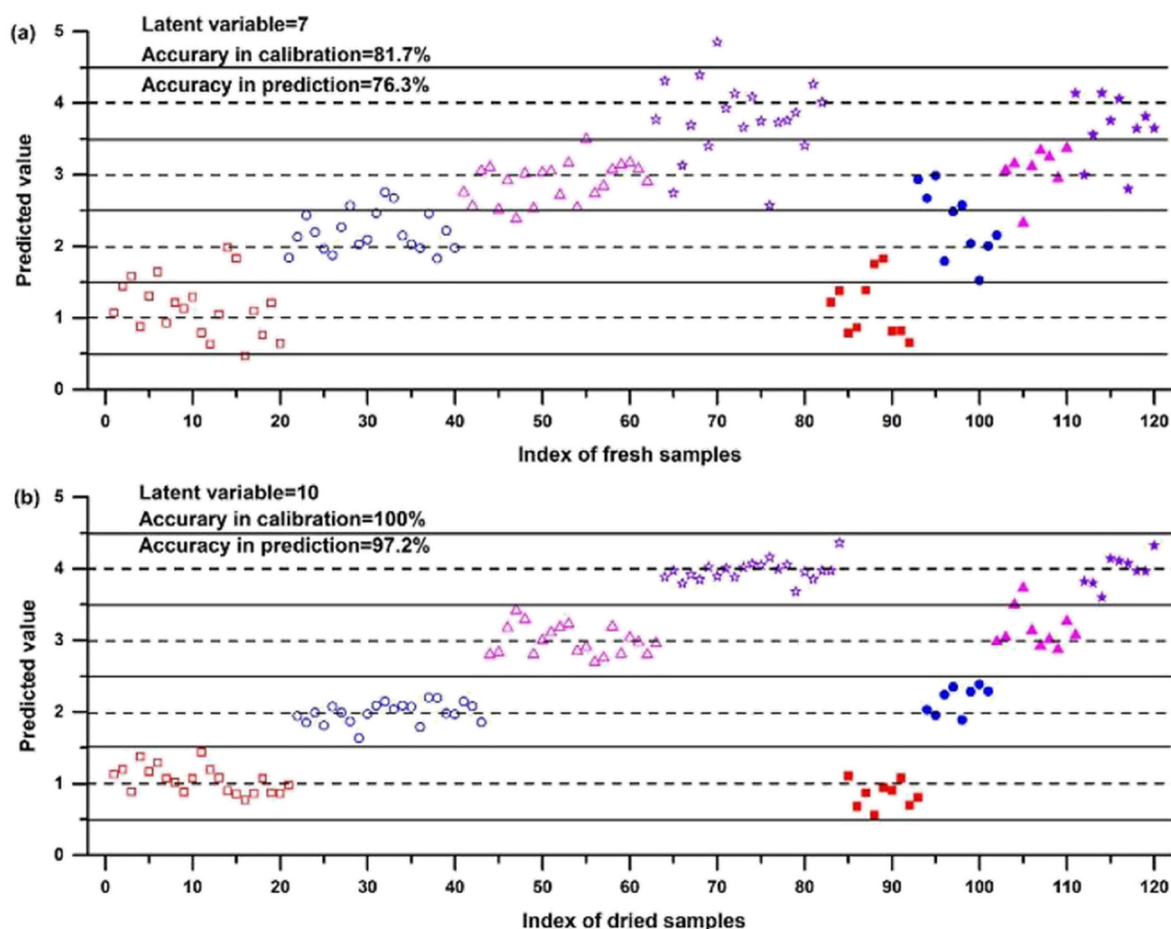 (a)
Latent variable=7
Accurary in calibration=81.7%
Accuracy in prediction=76.3%
Predicted value
5
4
3
2
1
0
0 10 20 30 40 50 60 70 80 90 100 110 120
Index of fresh samples
(b)
Latent variable=10
Accurary in calibration=100%
Accuracy in prediction=97.2%
Predicted value
5
4
3
2
1
0
0 10 20 30 40 50 60 70 80 90 100 110 120
Index of dried samples